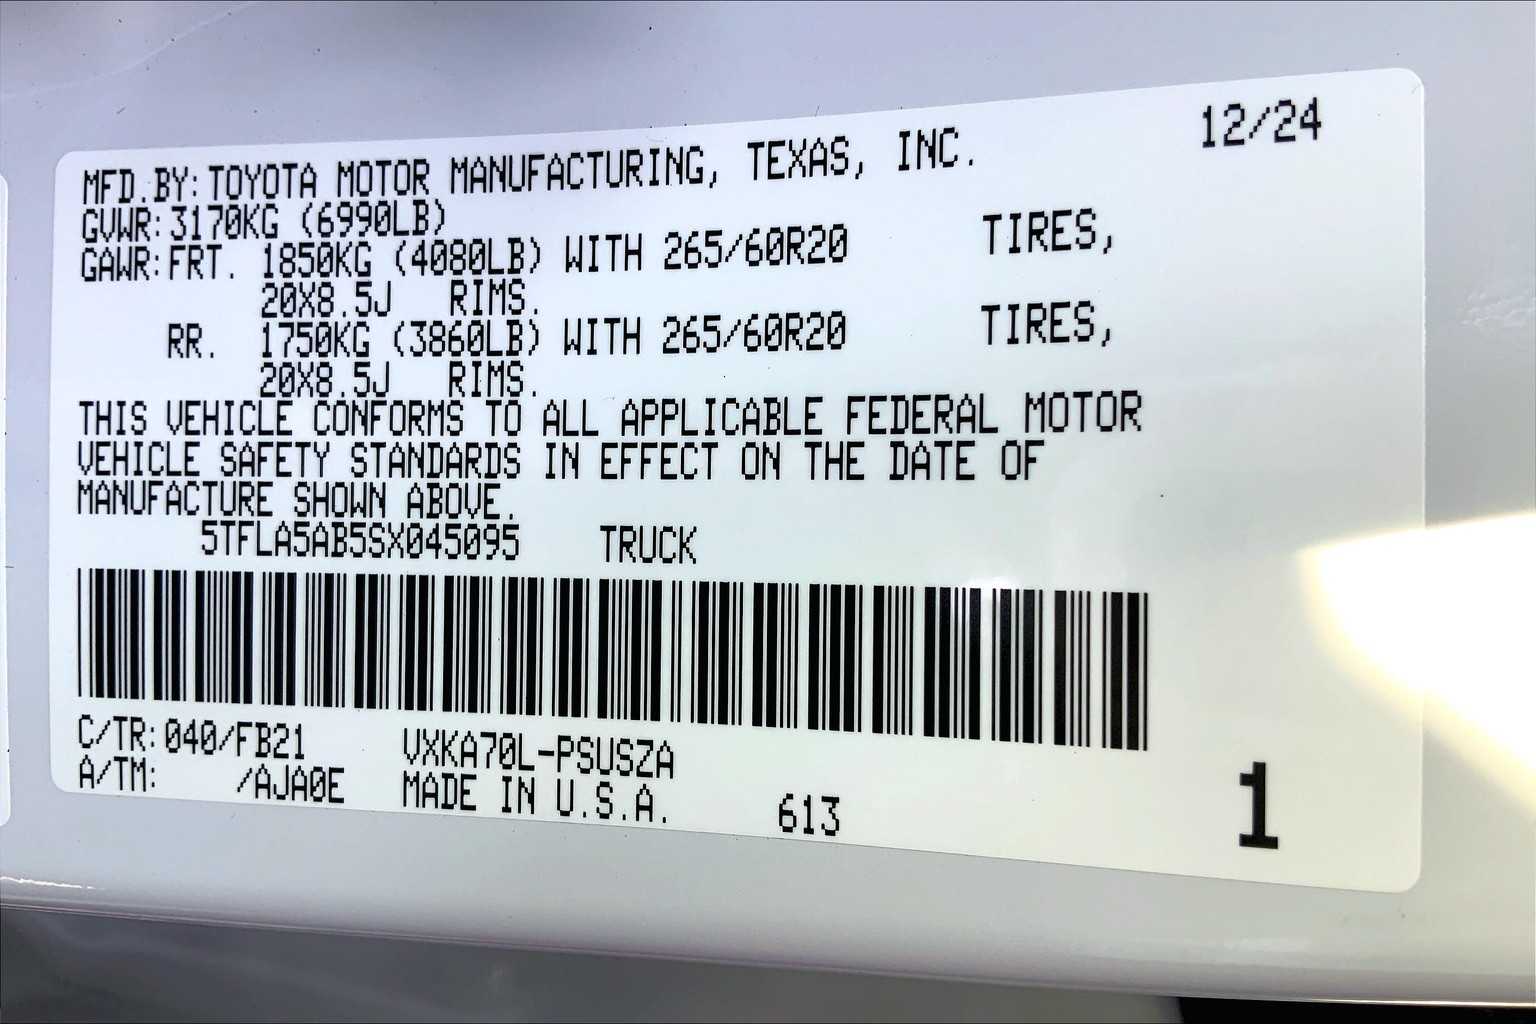 12/24
MFD.BY:TOYOTA MOTOR MANUFACTURING, TEXAS, INC.
GVWR:3170KG (6990LB)
GAWR:FRT. 1850KG (4080LB) WITH 265/60R20 TIRES,
20X8.5J RIMS.
RR. 1750KG (3860LB) WITH 265/60R20 TIRES,
20X8.5J RIMS.
THIS VEHICLE CONFORMS TO ALL APPLICABLE FEDERAL MOTOR
VEHICLE SAFETY STANDARDS IN EFFECT ON THE DATE OF
MANUFACTURE SHOWN ABOVE.
5TFLA5AB5SX045095 TRUCK
C/TR:040/FB21 VXKA70L-PSUSZA
A/TM: /AJA0E MADE IN U.S.A. 613
1